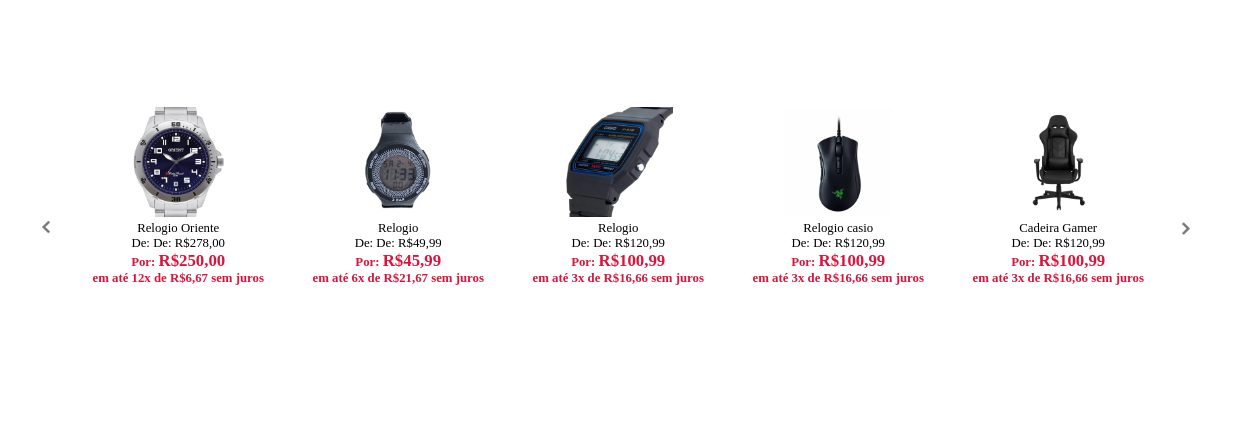 Relogio Oriente
De: De: R$278,00
Por: R$250,00
em até 12x de R$6,67 sem juros
Relogio
De: De: R$49,99
Por: R$45,99
em até 6x de R$21,67 sem juros
Relogio
De: De: R$120,99
Por: R$100,99
em até 3x de R$16,66 sem juros
Relogio casio
De: De: R$120,99
Por: R$100,99
em até 3x de R$16,66 sem juros
Cadeira Gamer
De: De: R$120,99
Por: R$100,99
em até 3x de R$16,66 sem juros